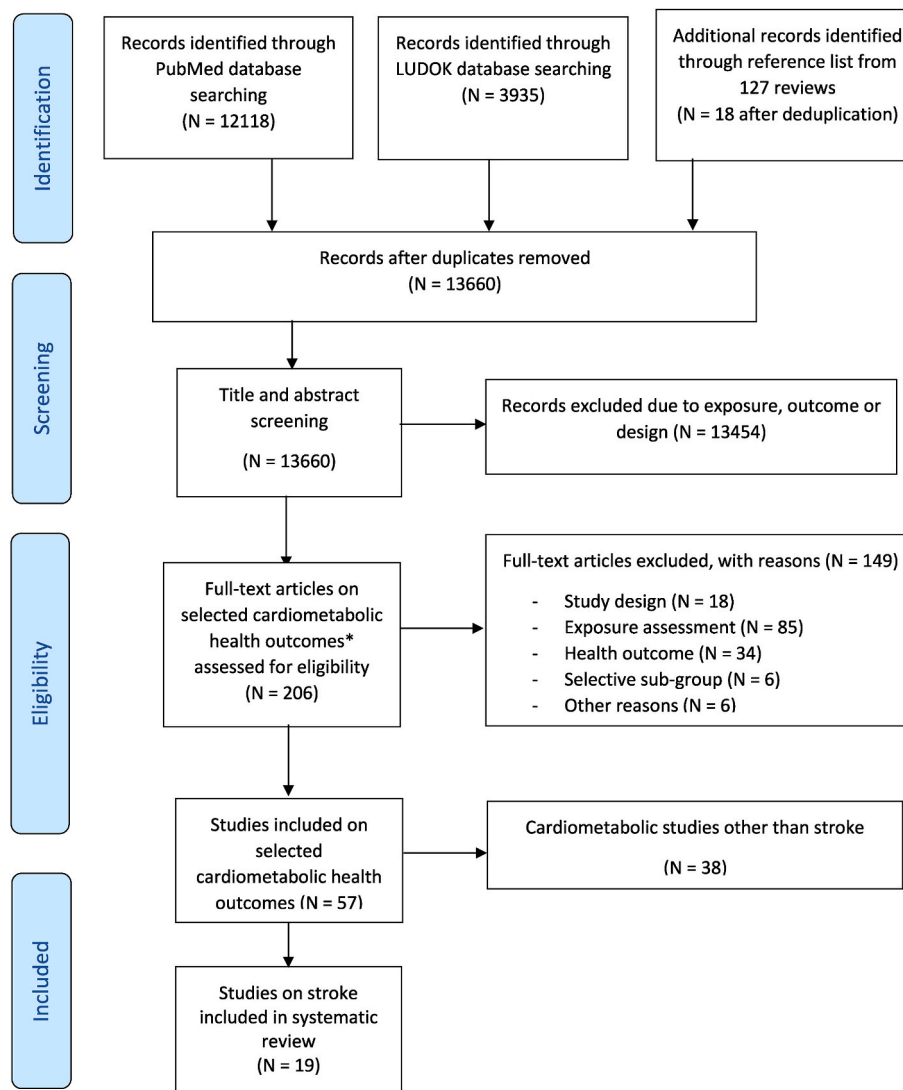 Identification
Records identified through
PubMed database
searching
(N = 12118)
Records identified through
LUDOK database searching
(N = 3935)
Additional records identified
through reference list from
127 reviews
(N = 18 after deduplication)
Records after duplicates removed
(N = 13660)
Screening
Title and abstract
screening
(N = 13660)
Records excluded due to exposure, outcome or
design (N = 13454)
Eligibility
Full-text articles on
selected cardiometabolic
health outcomes*
assessed for eligibility
(N = 206)
Full-text articles excluded, with reasons (N = 149)
- Study design (N = 18)
- Exposure assessment (N = 85)
- Health outcome (N = 34)
- Selective sub-group (N = 6)
- Other reasons (N = 6)
Studies included on
selected
cardiometabolic health
outcomes (N = 57)
Cardiometabolic studies other than stroke
(N = 38)
Included
Studies on stroke
included in systematic
review
(N = 19)